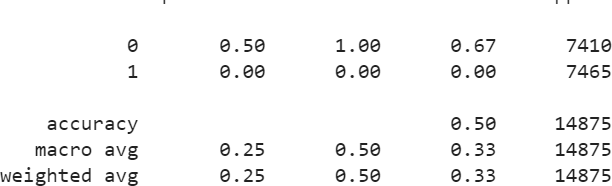 0 0.50 1.00 0.67 7410
1 0.00 0.00 0.00 7465
accuracy 0.50 14875
macro avg 0.25 0.50 0.33 14875
weighted avg 0.25 0.50 0.33 14875